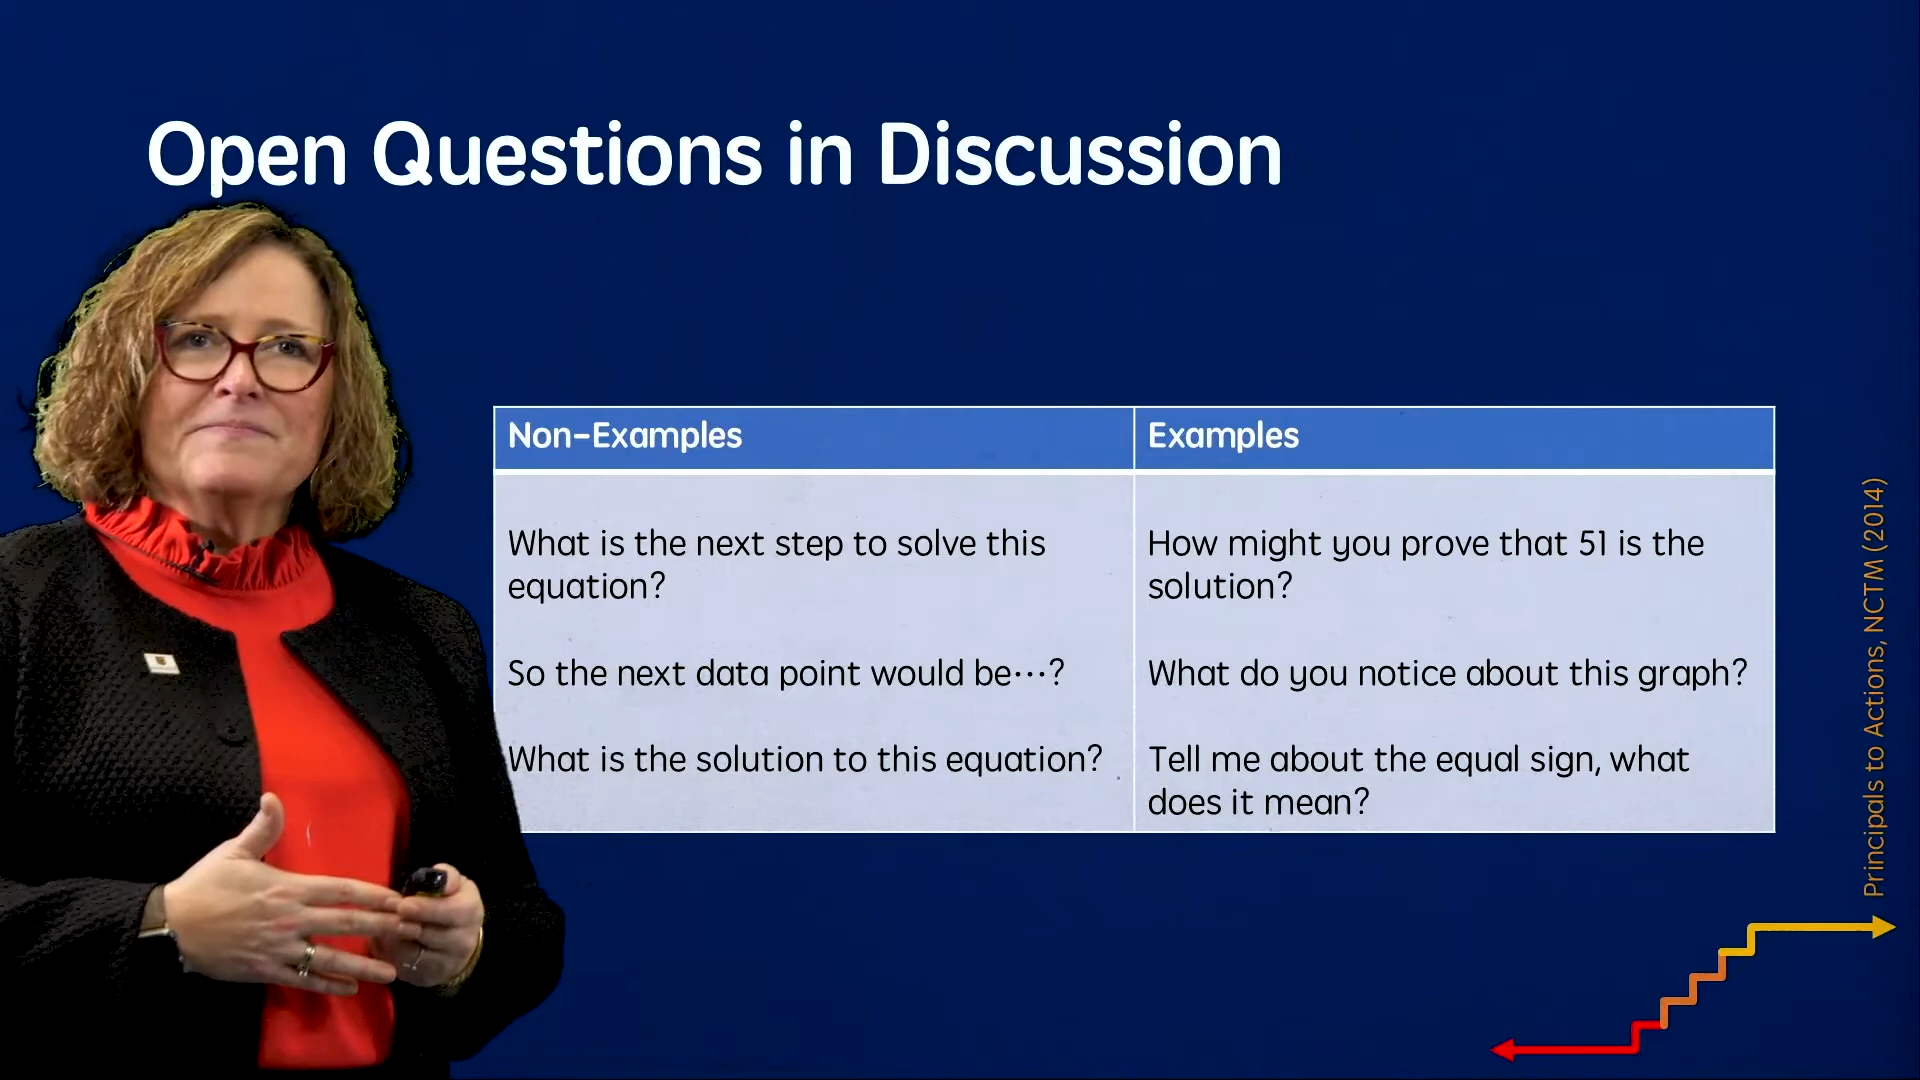 Open Questions in Discussion
Non-Examples
Examples
What is the next step to solve this
equation?
How might you prove that 51 is the
solution?
So the next data point would be…?
What do you notice about this graph?
What is the solution to this equation?
Tell me about the equal sign, what
does it mean?
Principals to Actions, NCTM (2014)